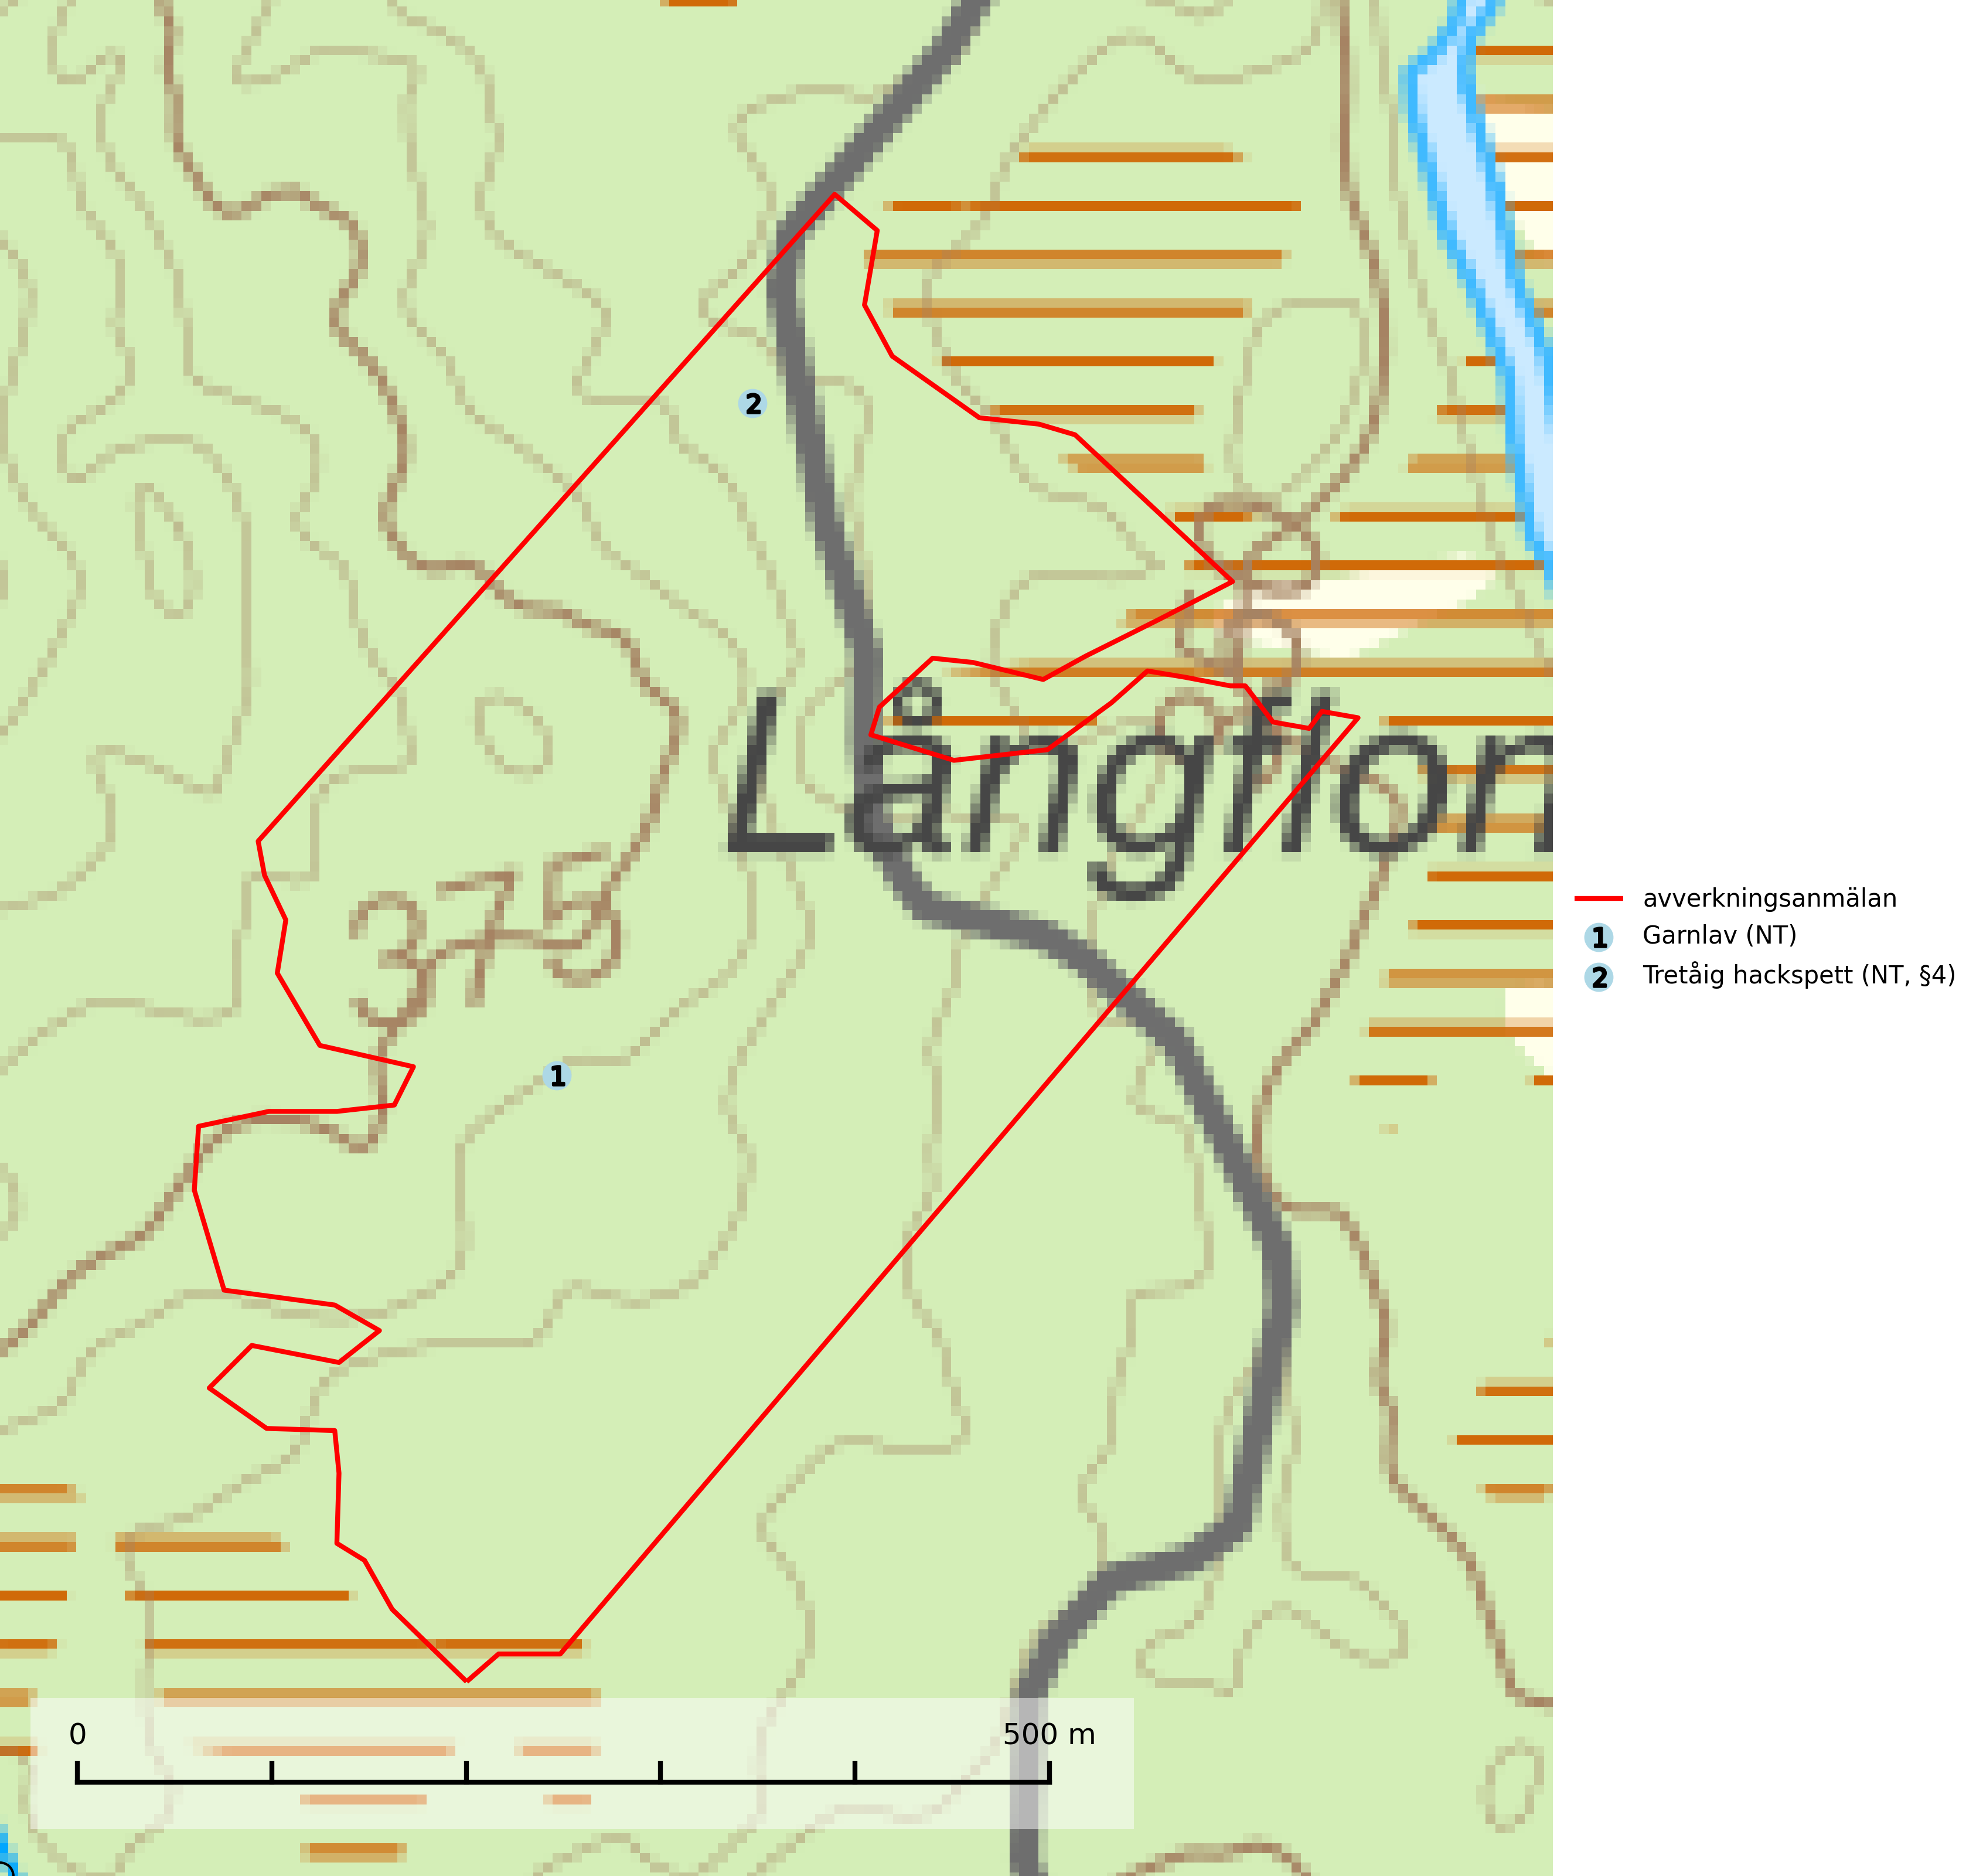 2
Långflon
375
1
avverkningsanmälan
1 Garnlav (NT)
2 Tretåig hackspett (NT, §4)
0 500 m